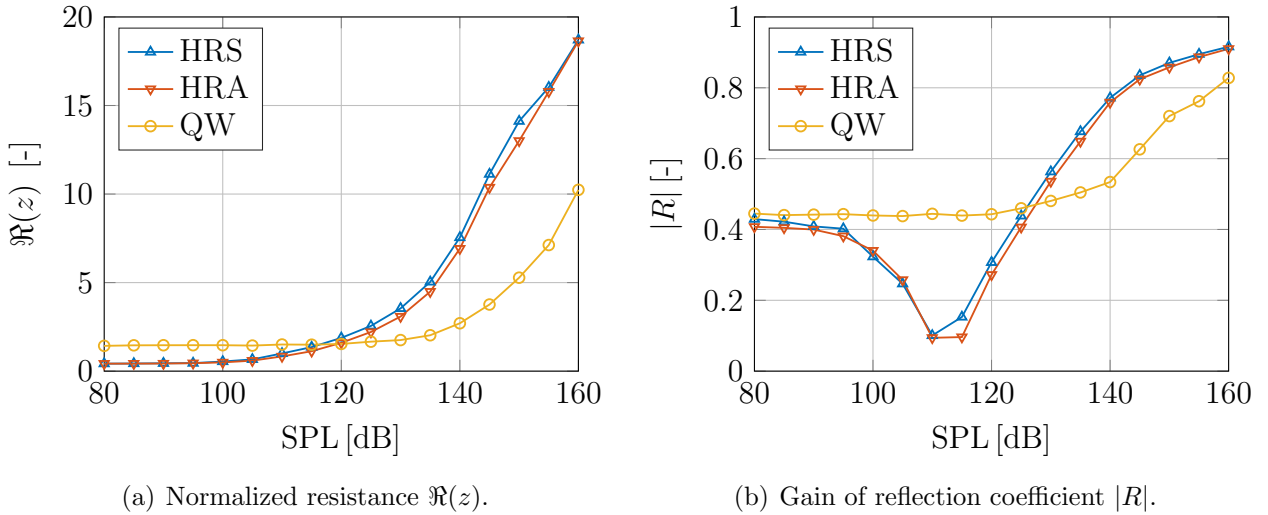 20
15
10
5
0
80 100 120 140 160
SPL [dB]
ℜ(z) [-]
HRS
HRA
QW
(a) Normalized resistance ℜ(z).
1
0.8
0.6
0.4
0.2
0
80 100 120 140 160
SPL [dB]
|R| [-]
HRS
HRA
QW
(b) Gain of reflection coefficient |R|.